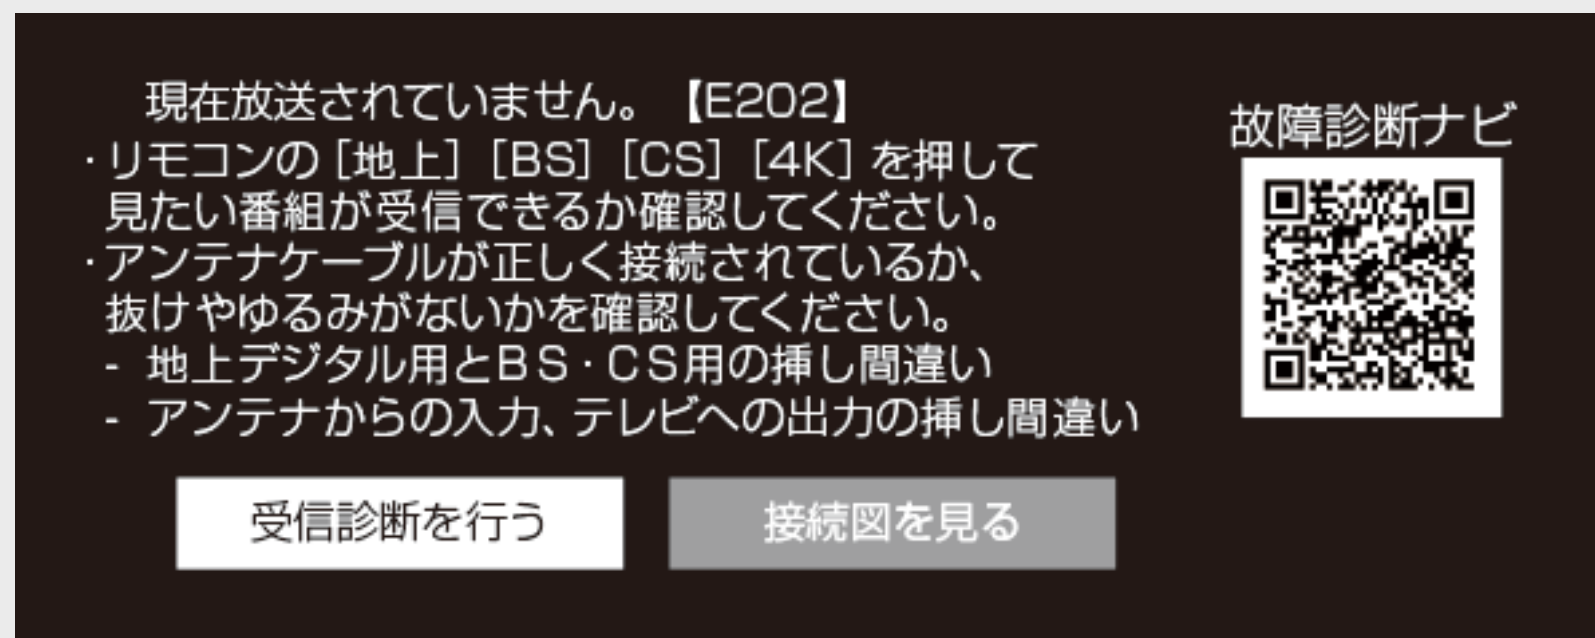 現在放送されていません。【E202】
・リモコンの［地上］［BS］［CS］［4K］を押して
見たい番組が受信できるか確認してください。
・アンテナケーブルが正しく接続されているか、
抜けやゆるみがないかを確認してください。
- 地上デジタル用とＢＳ・ＣＳ用の挿し間違い
- アンテナからの入力、テレビへの出力の挿し間違い
受信診断を行う
接続図を見る
故障診断ナビ